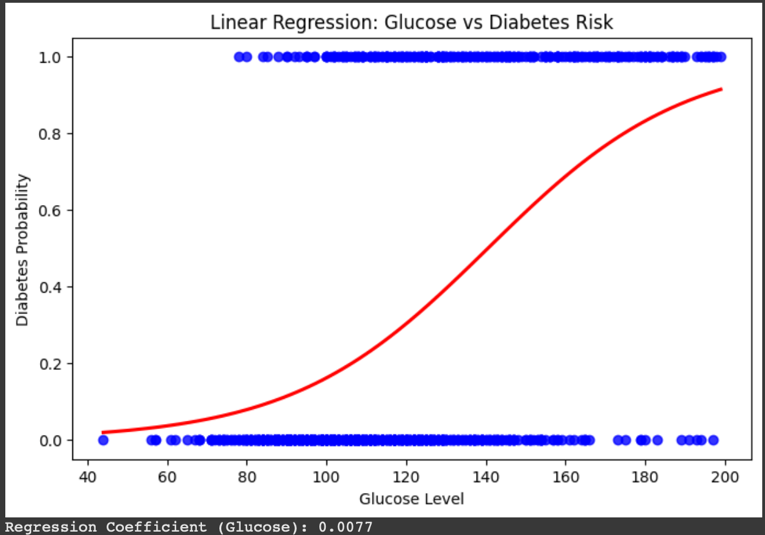 Linear Regression: Glucose vs Diabetes Risk
1.0
0.8
0.6
0.4
0.2
0.0
Diabetes Probability
40 60 80 100 120 140 160 180 200
Glucose Level
Regression Coefficient (Glucose): 0.0077